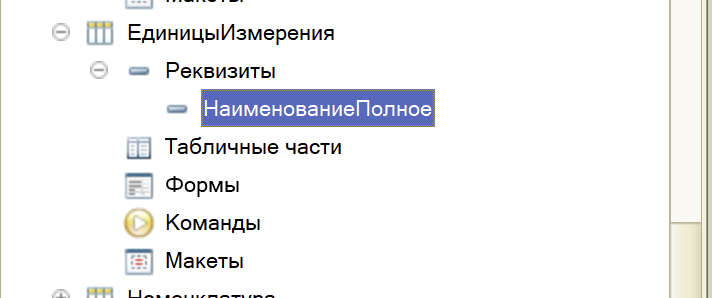 Макеты
ЕдиницыИзмерения
Реквизиты
НаименованиеПолное
Табличные части
Формы
Команды
Макеты
Номенклатура